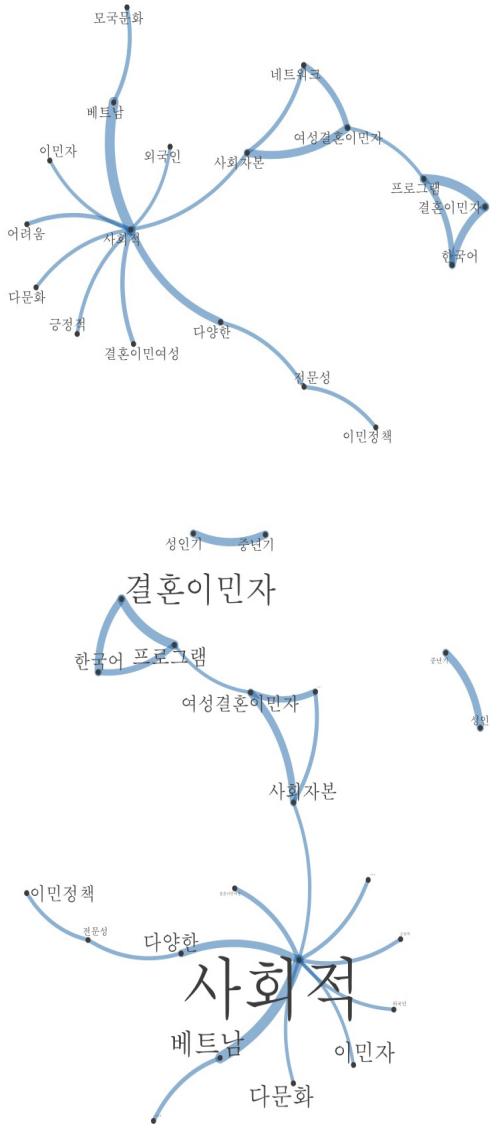 모국문화
네트워크
베트남
여성결혼이민자
이민자
외국인
사회자본
프로그램
결혼이민자
어려움
사회적
한국어
다문화
긍정적
다양한
결혼이민여성
전문성
이민정책
성인기
중년기
결혼이민자
한국어
프로그램
중년기
여성결혼이민자
성인
사회자본
이민정책
전문성
다양한
사회적
외국인
베트남
이민자
다문화